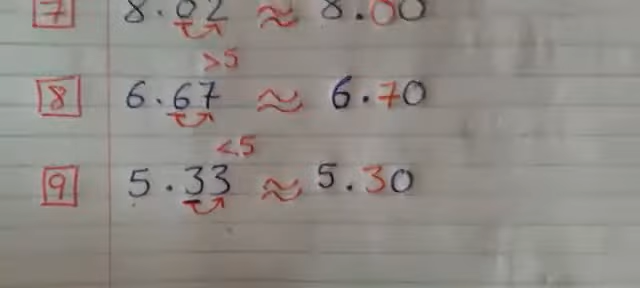 7 8.02 ≈ 8.00
>5
8 6.67 ≈ 6.70
<5
9 5.33 ≈ 5.30